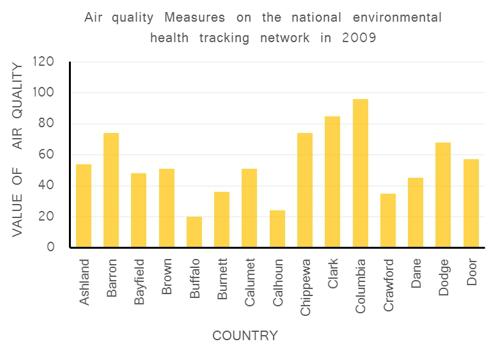 Air quality Measures on the national environmental
health tracking network in 2009
VALUE OF AIR QUALITY
120
100
80
60
40
20
0
Ashland
Barron
Bayfield
Brown
Buffalo
Burnett
Calumet
Calhoun
Chippewa
Clark
Columbia
Crawford
Dane
Dodge
Door
COUNTRY